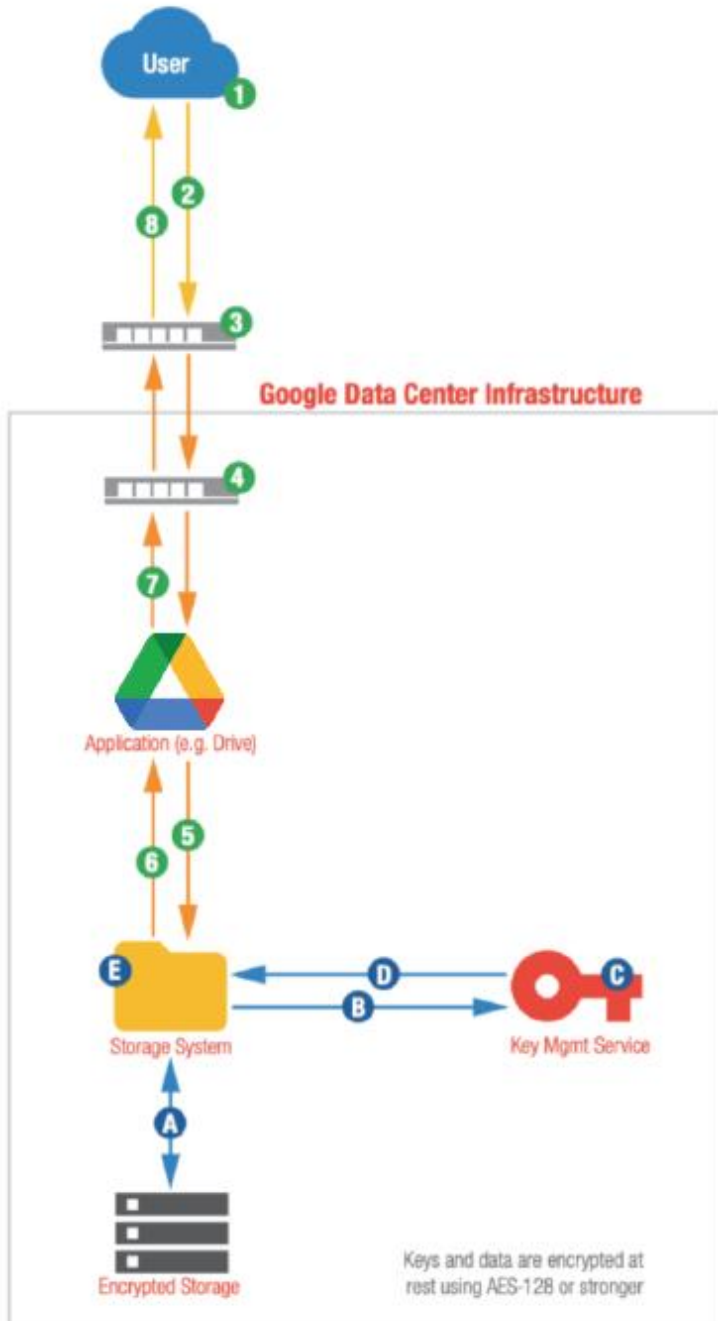 User
1
2
8
3
Google Data Center Infrastructure
4
7
Application (e.g. Drive)
5
6
E
D
C
B
Storage System
Key Mgmt Service
A
Encrypted Storage
Keys and data are encrypted at
rest using AES-128 or stronger